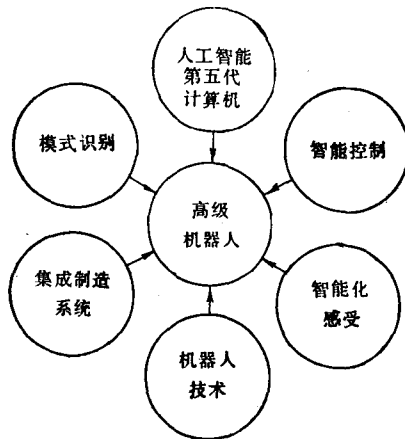 人工智能
第五代
计算机
模式识别
智能控制
高级
机器人
集成制造
系统
智能化
感受
机器人
技术